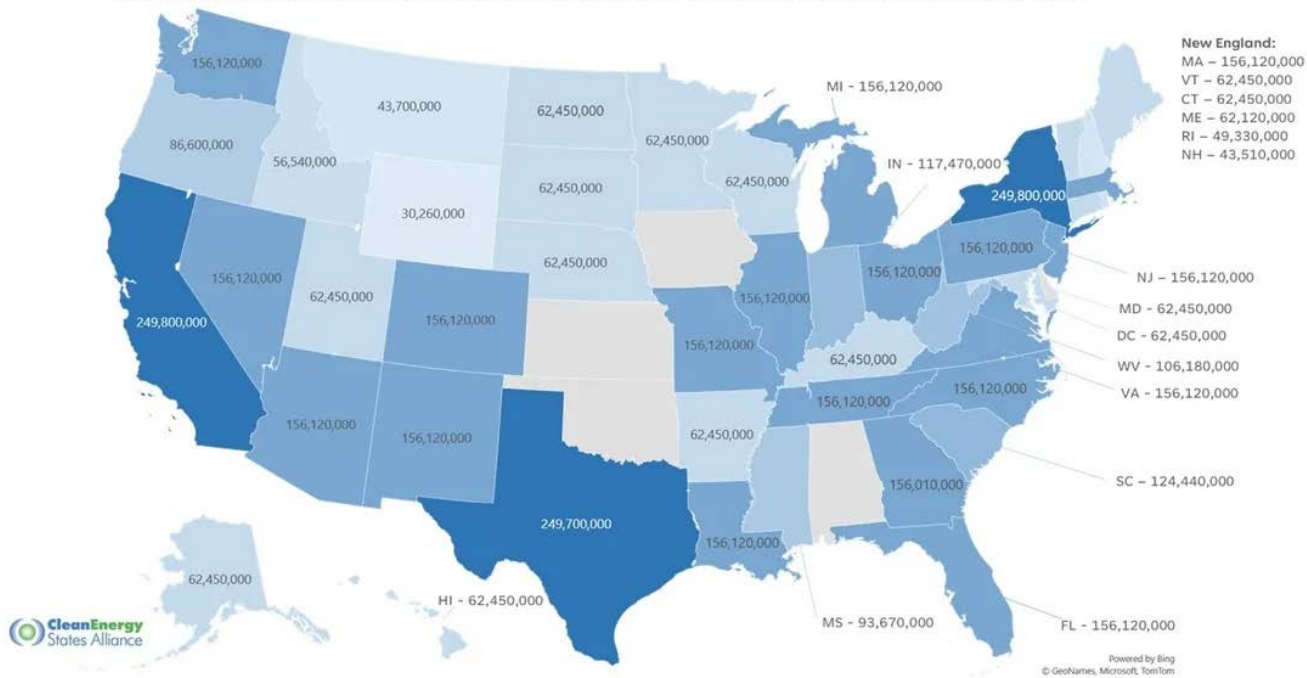 New England:
MA – 156,120,000
VT – 62,450,000
CT – 62,450,000
ME – 62,120,000
RI – 49,330,000
NH – 43,510,000
156,120,000
MI - 156,120,000
43,700,000
62,450,000
62,450,000
86,600,000
56,540,000
IN - 117,470,000
62,450,000
62,450,000
249,800,000
30,260,000
156,120,000
62,450,000
156,120,000
156,120,000
NJ – 156,120,000
62,450,000
156,120,000
MD – 62,450,000
249,800,000
156,120,000
DC – 62,450,000
156,120,000
62,450,000
WV - 106,180,000
VA – 156,120,000
156,120,000
156,120,000
156,120,000
156,120,000
62,450,000
SC – 124,440,000
156,010,000
249,700,000
156,120,000
62,450,000
HI - 62,450,000
MS - 93,670,000
FL - 156,120,000
CleanEnergy
States Alliance
Powered by Bing
© GeoNames, Microsoft, TomTom